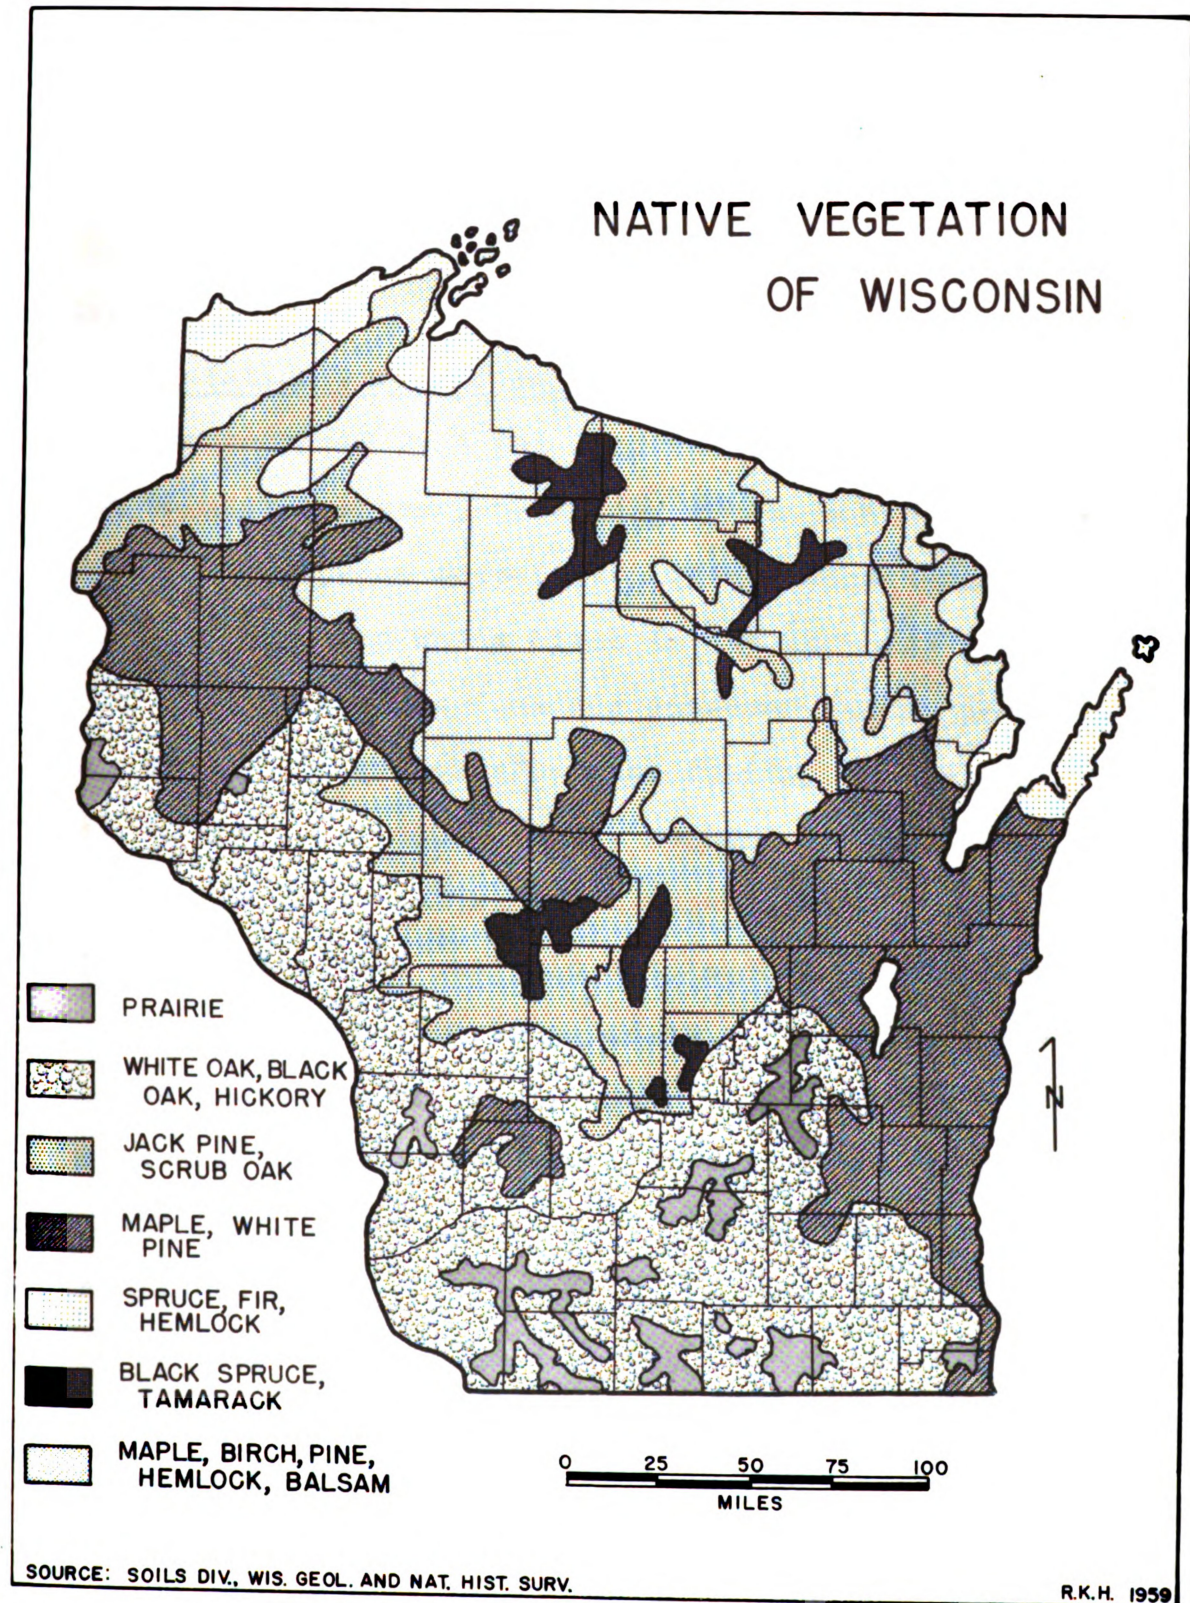 NATIVE VEGETATION
OF WISCONSIN
PRAIRIE
WHITE OAK, BLACK
OAK, HICKORY
JACK PINE,
SCRUB OAK
MAPLE, WHITE
PINE
SPRUCE, FIR,
HEMLOCK
BLACK SPRUCE,
TAMARACK
MAPLE, BIRCH, PINE,
HEMLOCK, BALSAM
N
0 25 50 75 100
MILES
SOURCE: SOILS DIV., WIS. GEOL. AND NAT. HIST. SURV.
R.K.H. 1959